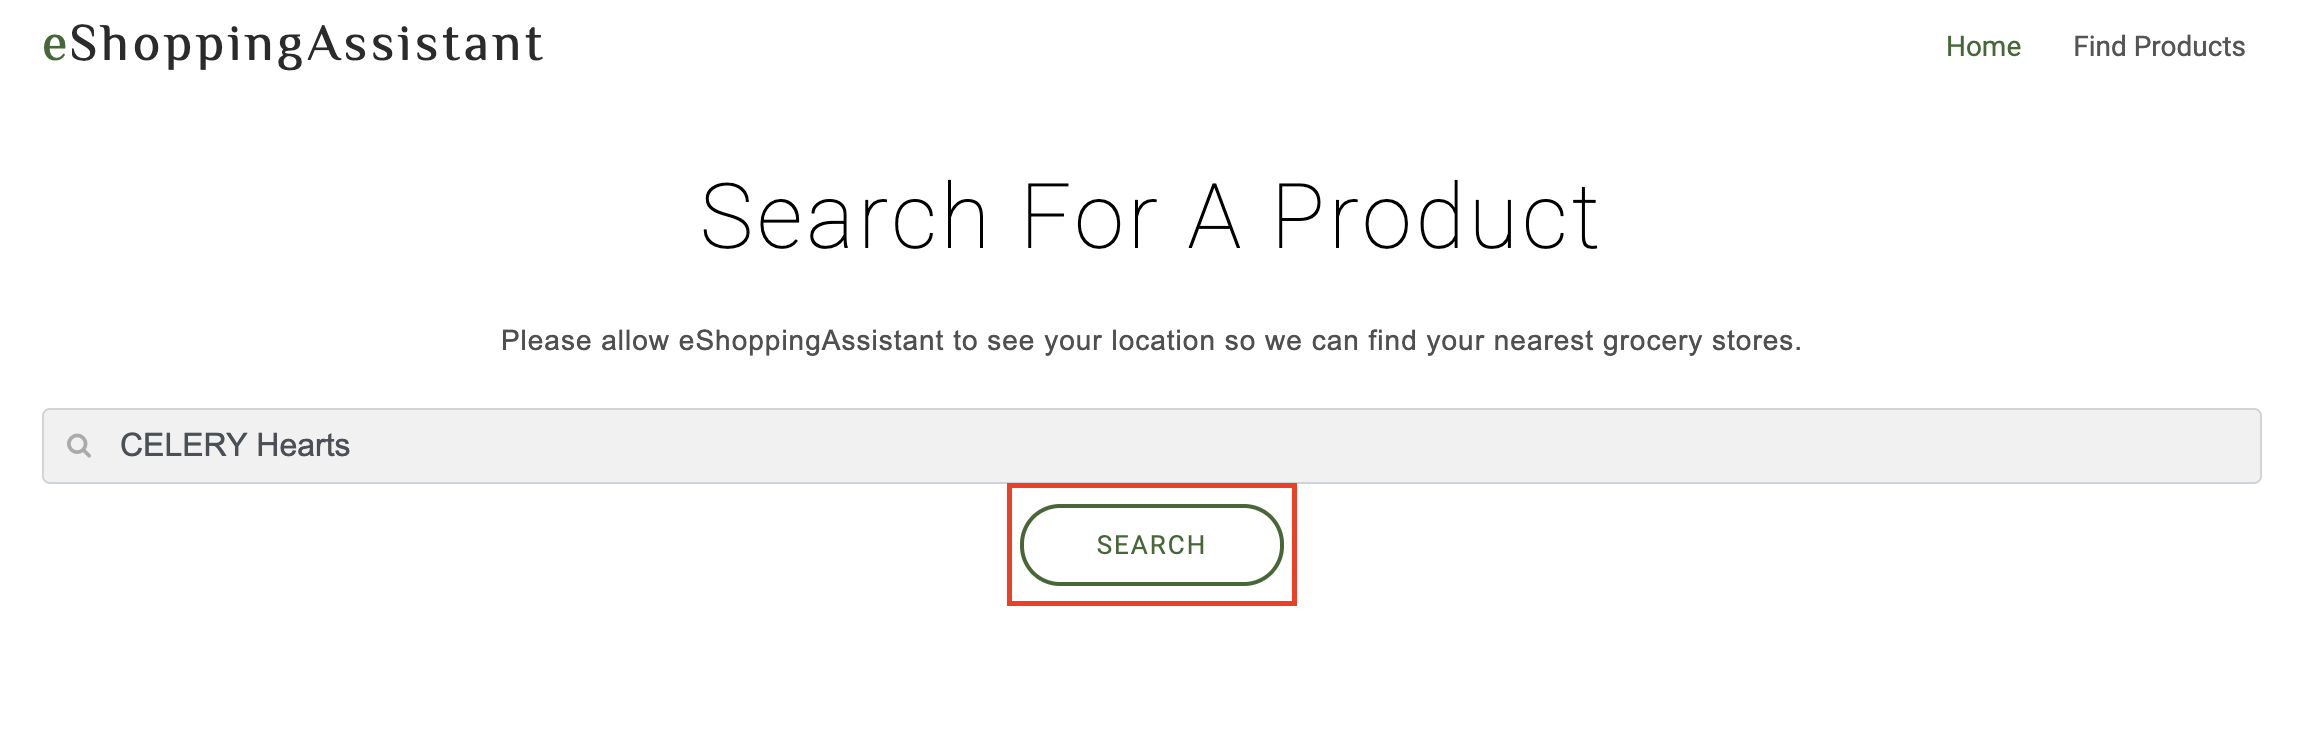 eShoppingAssistant
Home
Find Products
Search For A Product
Please allow eShoppingAssistant to see your location so we can find your nearest grocery stores.
CELERY Hearts
SEARCH